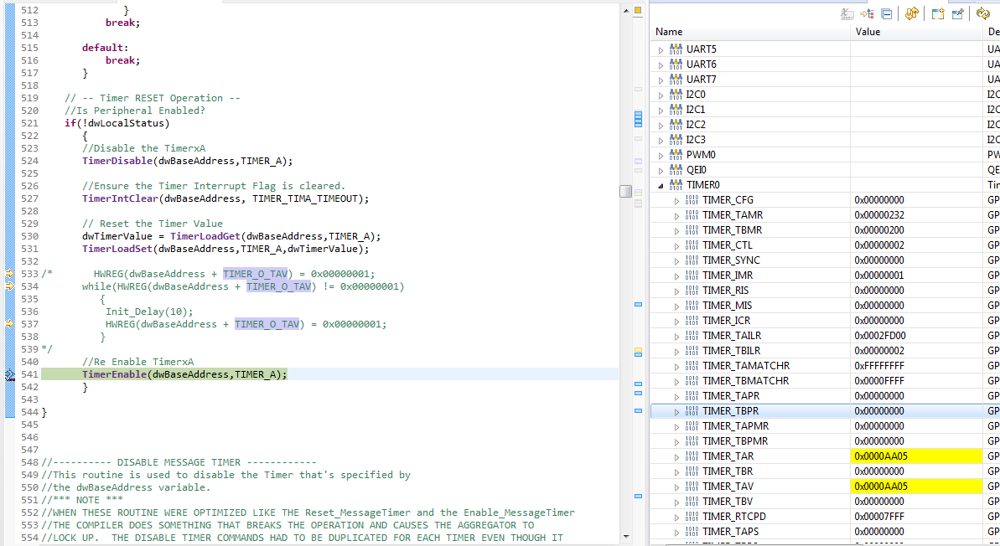 512 }
513 break;
514
515 default:
516 break;
517 }
518
519 // -- Timer RESET Operation --
520 //Is Peripheral Enabled?
521 if(!dwLocalStatus)
522 {
523 //Disable the TimerxA
524 TimerDisable(dwBaseAddress,TIMER_A);
525
526 //Ensure the Timer Interrupt Flag is cleared.
527 TimerIntClear(dwBaseAddress, TIMER_TIMA_TIMEOUT);
528
529 // Reset the Timer Value
530 dwTimerValue = TimerLoadGet(dwBaseAddress,TIMER_A);
531 TimerLoadSet(dwBaseAddress,TIMER_A,dwTimerValue);
532
533 /* HWREG(dwBaseAddress + TIMER_O_TAV) = 0x00000001;
534 while(HWREG(dwBaseAddress + TIMER_O_TAV) != 0x00000001)
535 {
536 Init_Delay(10);
537 HWREG(dwBaseAddress + TIMER_O_TAV) = 0x00000001;
538 }
539 */
540 //Re Enable TimerxA
541 TimerEnable(dwBaseAddress,TIMER_A);
542 }
543
544 }
545
546
547
548 //---------- DISABLE MESSAGE TIMER ------------
549 //This routine is used to disable the Timer that's specified by
550 //the dwBaseAddress variable.
551 //*** NOTE ***
552 //WHEN THESE ROUTINE WERE OPTIMIZED LIKE THE Reset_MessageTimer and the Enable_MessageTimer
553 //THE COMPILER DOES SOMETHING THAT BREAKS THE OPERATION AND CAUSES THE AGGREGATOR TO
554 //LOCK UP. THE DISABLE TIMER COMMANDS HAD TO BE DUPLICATED FOR EACH TIMER EVEN THOUGH IT
Name Value De
UART5 UA
UART6 UA
UART7 UA
I2C0 I2C
I2C1 I2C
I2C2 I2C
I2C3 I2C
PWM0 PW
QEI0 QE
TIMER0 Tin
TIMER_CFG 0x00000000 GP
TIMER_TAMR 0x00000232 GP
TIMER_TBMR 0x00000200 GP
TIMER_CTL 0x00000002 GP
TIMER_SYNC 0x00000000 GP
TIMER_IMR 0x00000001 GP
TIMER_RIS 0x00000000 GP
TIMER_MIS 0x00000000 GP
TIMER_ICR 0x00000000 GP
TIMER_TAILR 0x0002FD00 GP
TIMER_TBILR 0x00000002 GP
TIMER_TAMATCHR 0xFFFFFFFF GP
TIMER_TBMATCHR 0x0000FFFF GP
TIMER_TAPR 0x00000000 GP
TIMER_TBPR 0x00000000 GP
TIMER_TAPMR 0x00000000 GP
TIMER_TBPMR 0x00000000 GP
TIMER_TAR 0x0000AA05 GP
TIMER_TBR 0x00000000 GP
TIMER_TAV 0x0000AA05 GP
TIMER_TBV 0x00000000 GP
TIMER_RTCPD 0x00007FFF GP
TIMER_TAPS 0x00000000 GP